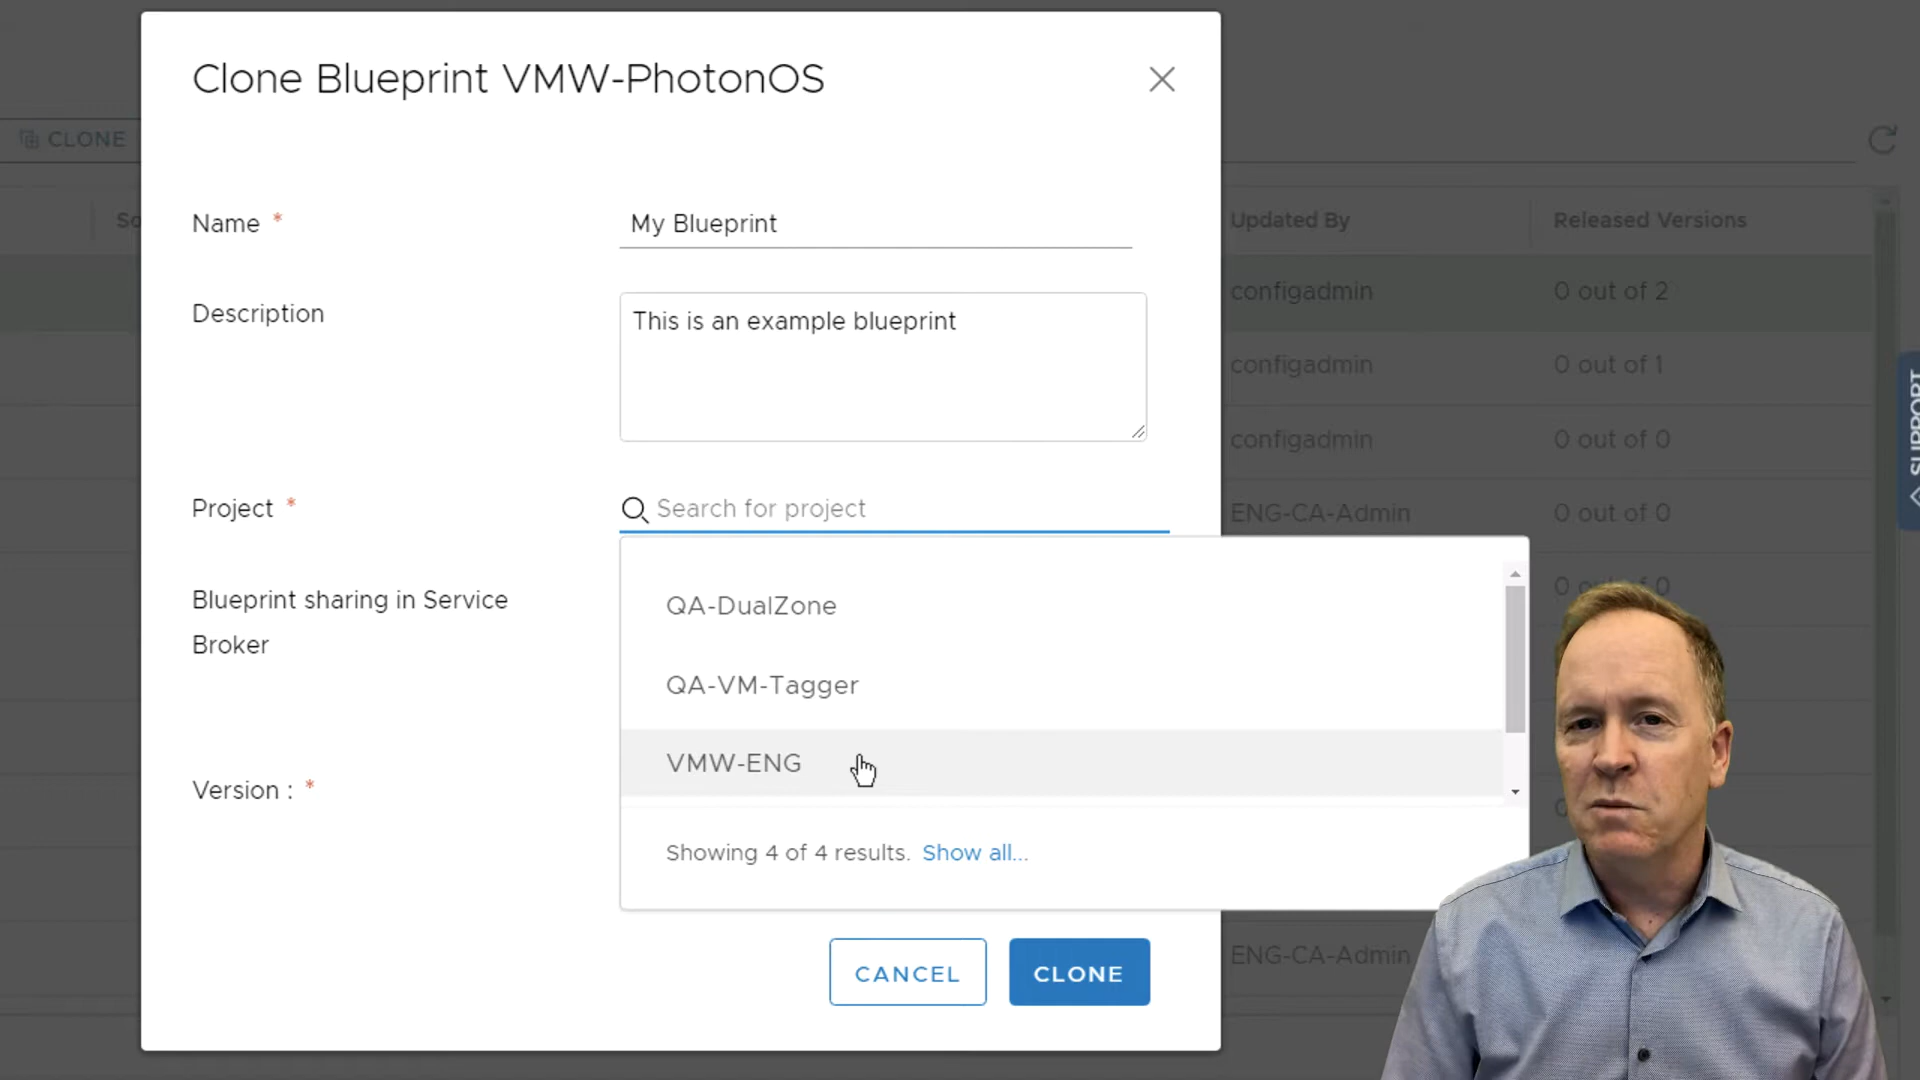 Clone Blueprint VMW-PhotonOS
CLONE
Name *
My Blueprint
So
Updated By
Released Versions
configadmin
0 out of 2
Description
This is an example blueprint
configadmin
0 out of 1
configadmin
0 out of 0
SUPPORT
Project *
Search for project
ENG-CA-Admin
0 out of 0
Blueprint sharing in Service
Broker
QA-DualZone
0 out of 0
QA-VM-Tagger
VMW-ENG
Version : *
Showing 4 of 4 results. Show all...
CANCEL
CLONE
ENG-CA-Admin